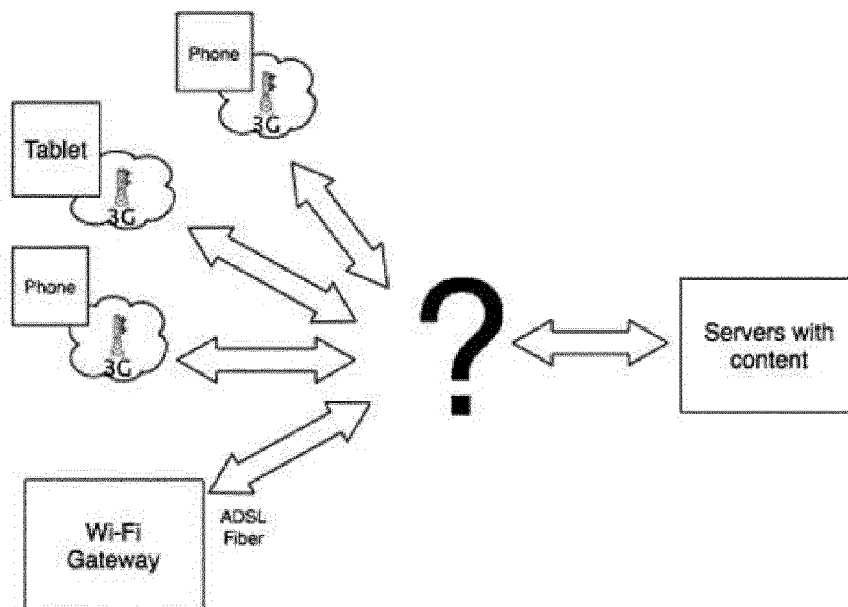 Phone
3G
Tablet
3G
Phone
3G
?
Servers with
content
Wi-Fi
Gateway
ADSL
Fiber